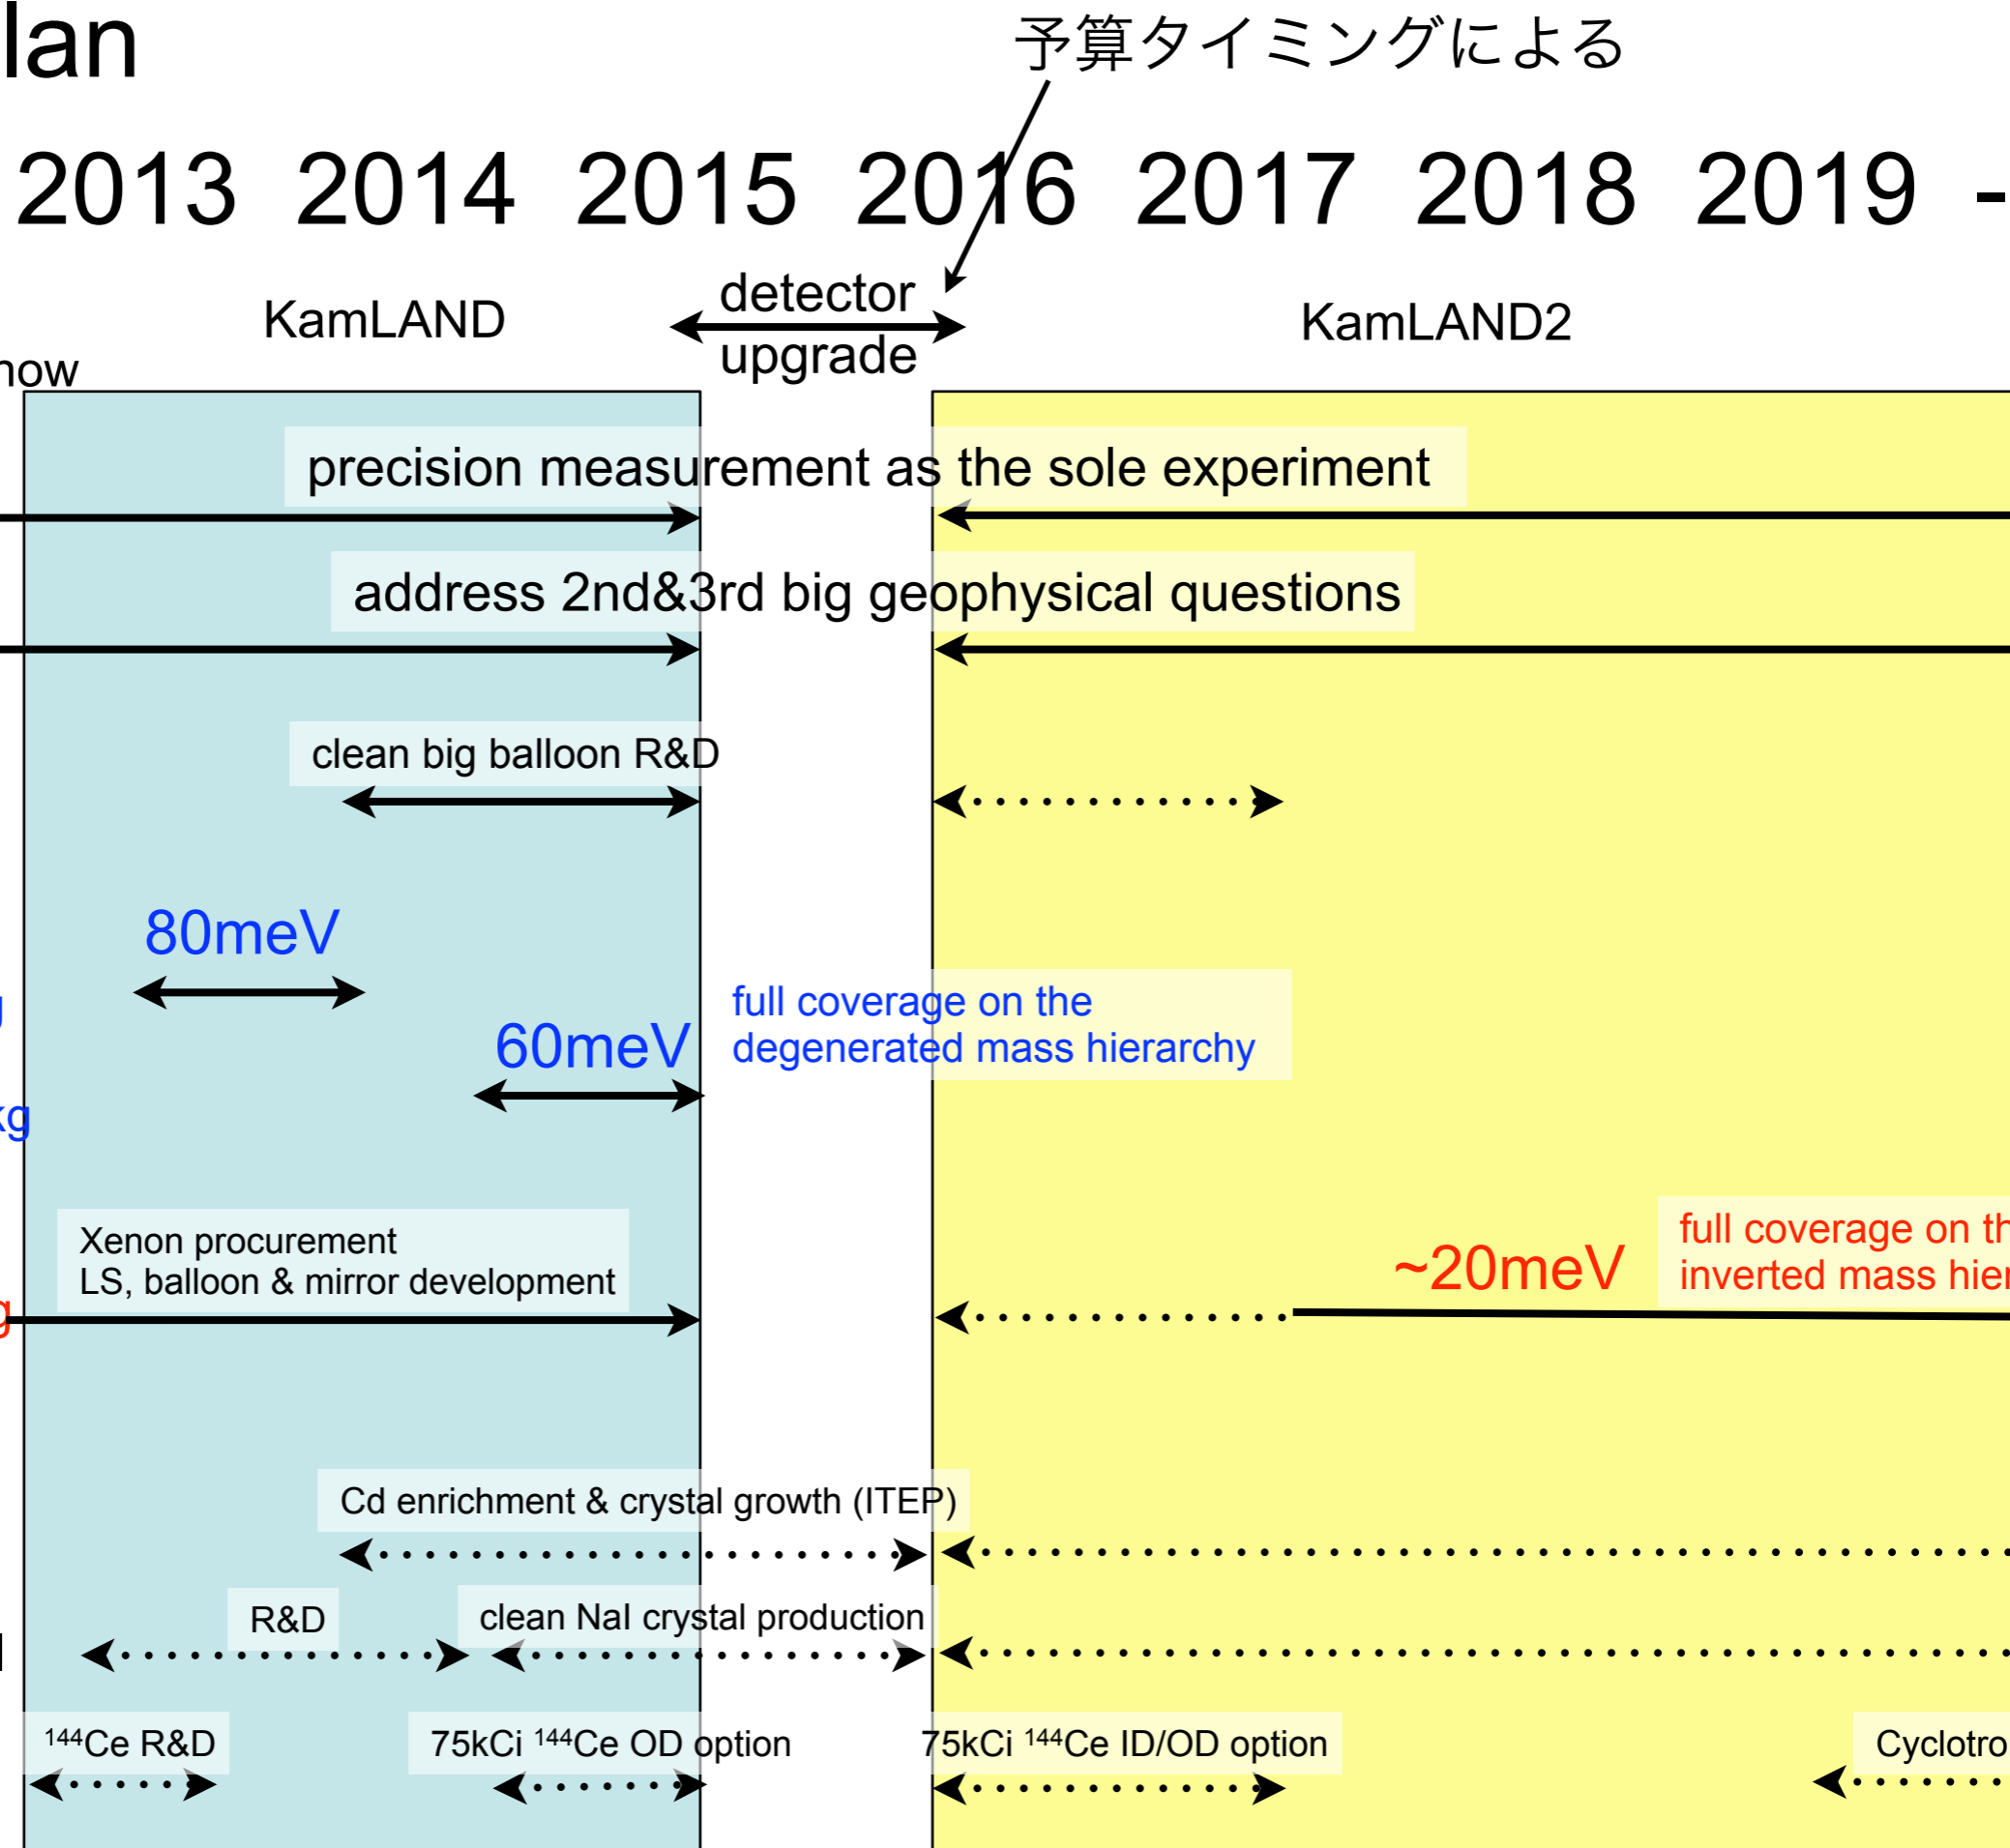 lan
予算タイミングによる
2013 2014 2015 2016 2017 2018 2019 -
KamLAND
detector
upgrade
KamLAND2
now
precision measurement as the sole experiment
address 2nd&3rd big geophysical questions
clean big balloon R&D
80meV
full coverage on the
degenerated mass hierarchy
60meV
kg
Xenon procurement
LS, balloon & mirror development
~20meV
full coverage on th
inverted mass hier
g
Cd enrichment & crystal growth (ITEP)
R&D
clean NaI crystal production
¹⁴⁴Ce R&D
75kCi ¹⁴⁴Ce OD option
75kCi ¹⁴⁴Ce ID/OD option
Cyclotro